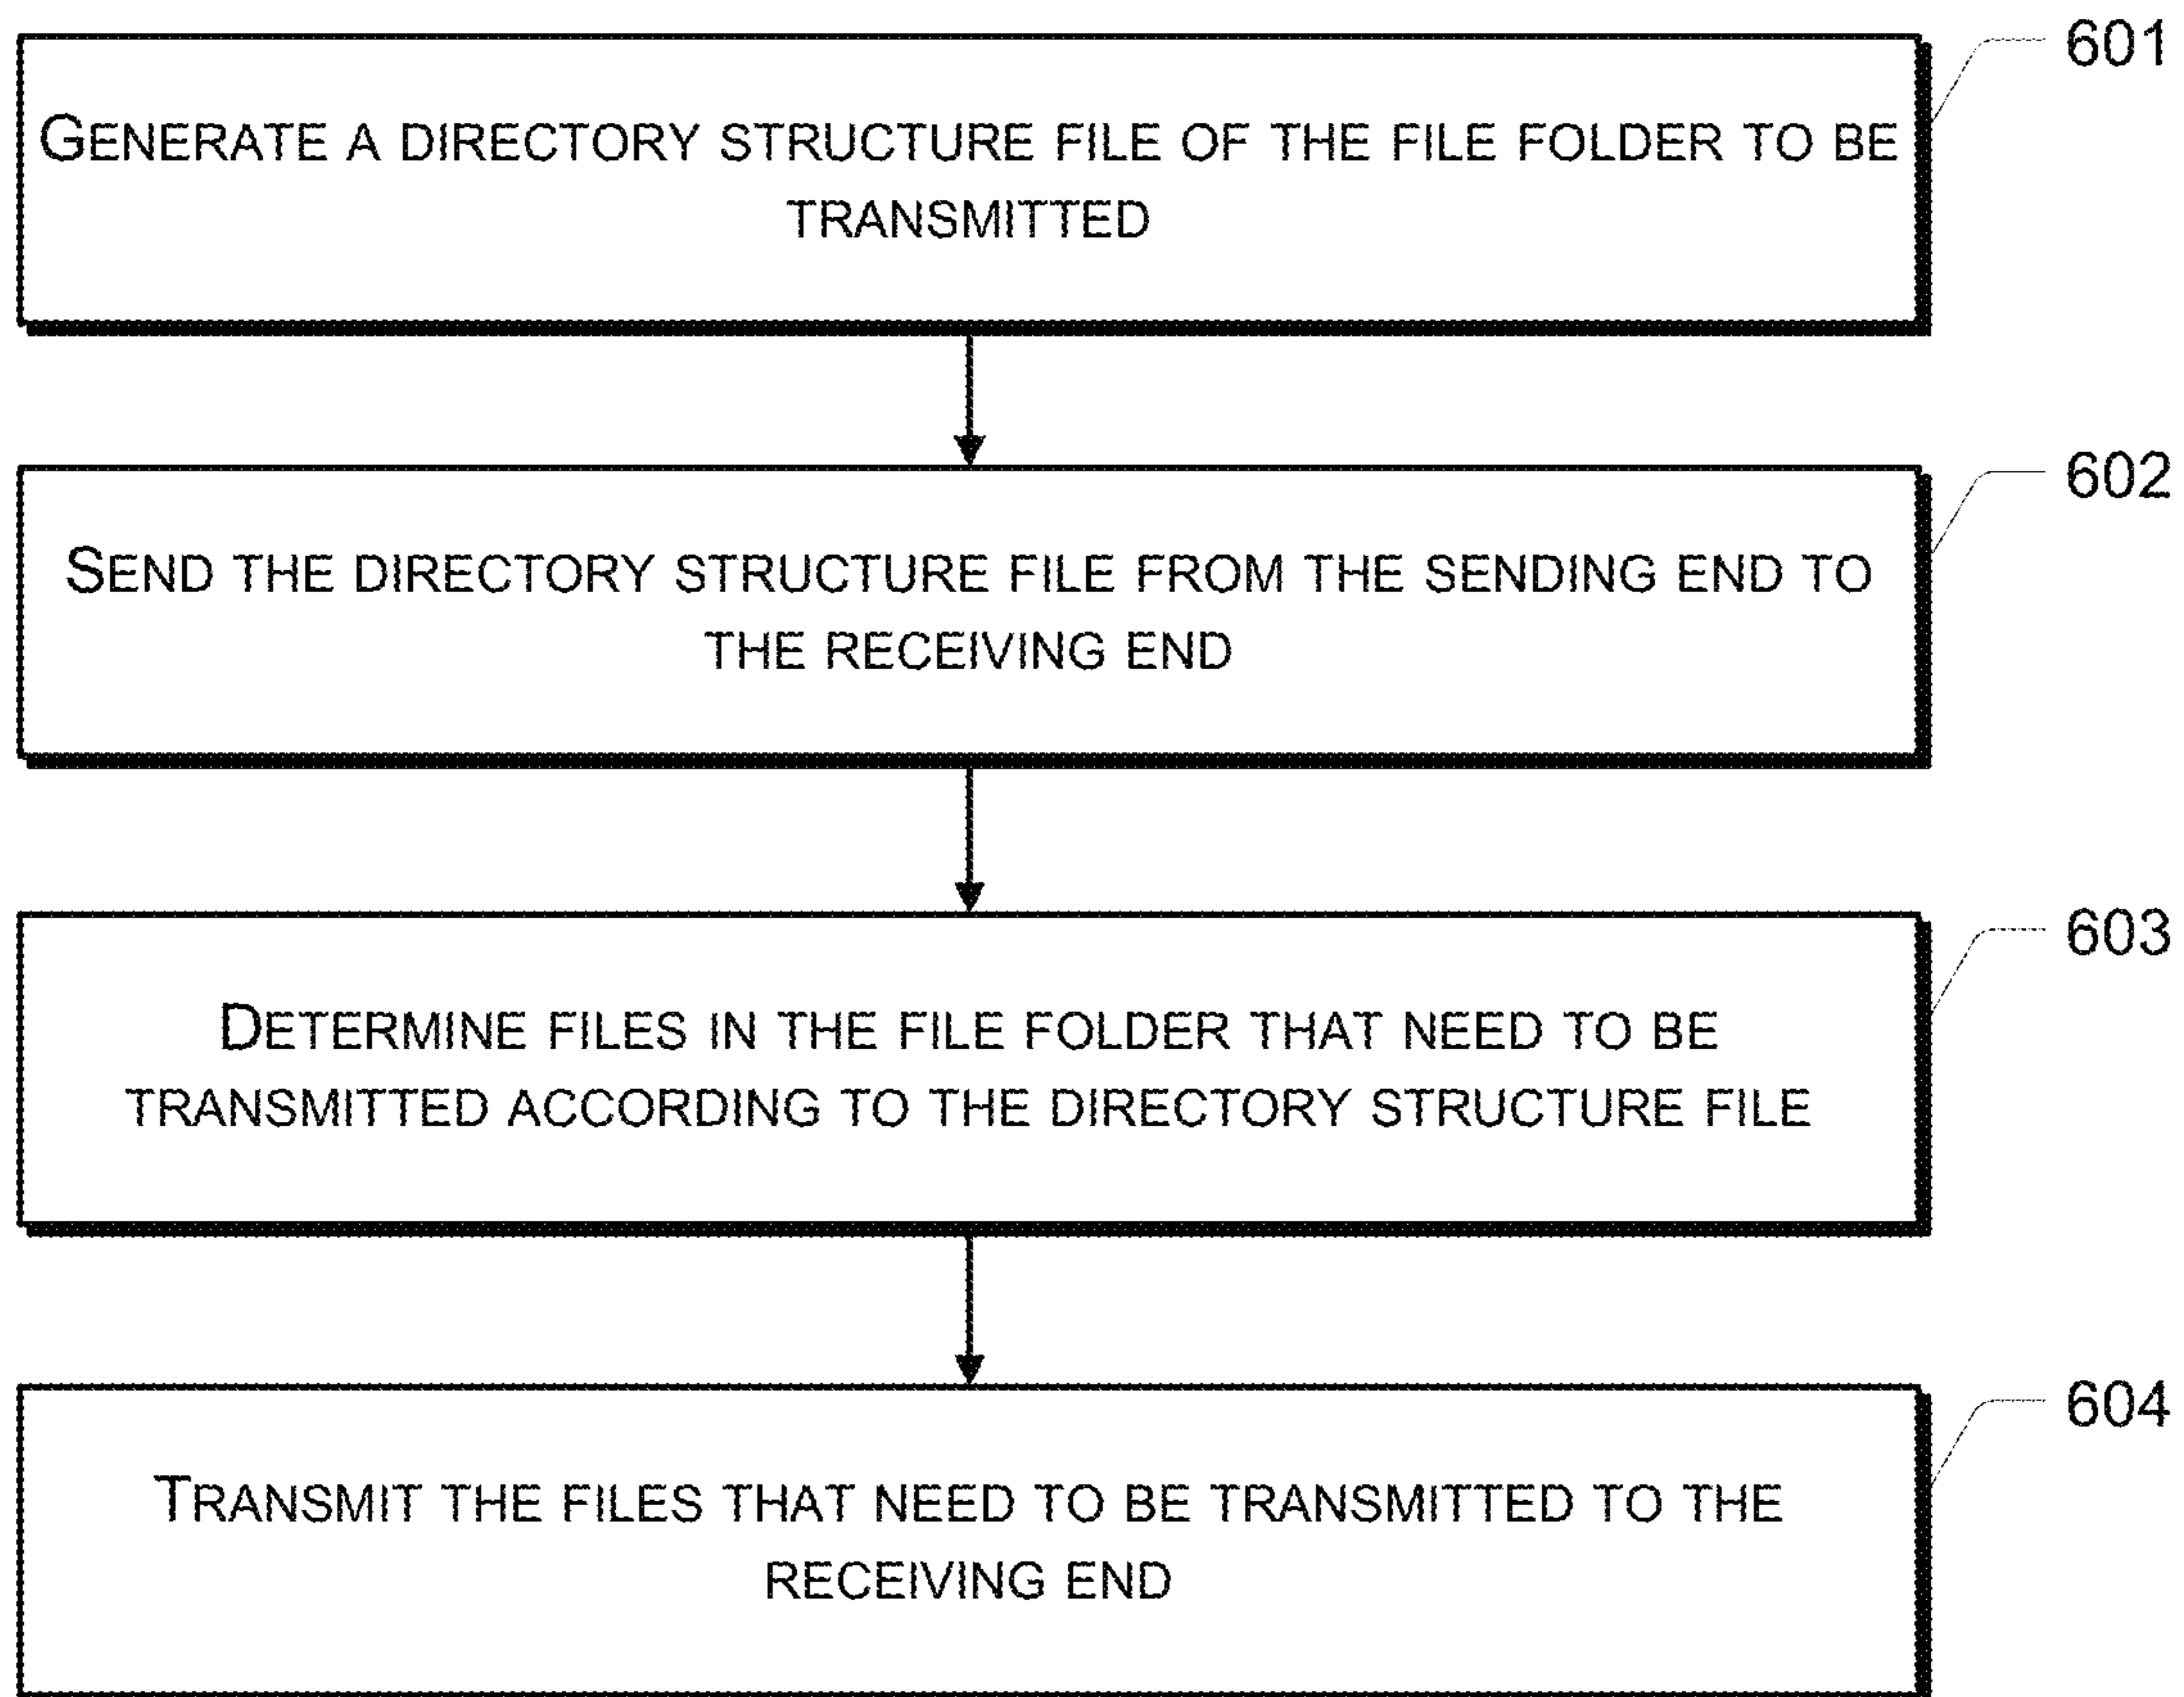 601
GENERATE A DIRECTORY STRUCTURE FILE OF THE FILE FOLDER TO BE
TRANSMITTED
602
SEND THE DIRECTORY STRUCTURE FILE FROM THE SENDING END TO
THE RECEIVING END
603
DETERMINE FILES IN THE FILE FOLDER THAT NEED TO BE
TRANSMITTED ACCORDING TO THE DIRECTORY STRUCTURE FILE
604
TRANSMIT THE FILES THAT NEED TO BE TRANSMITTED TO THE
RECEIVING END